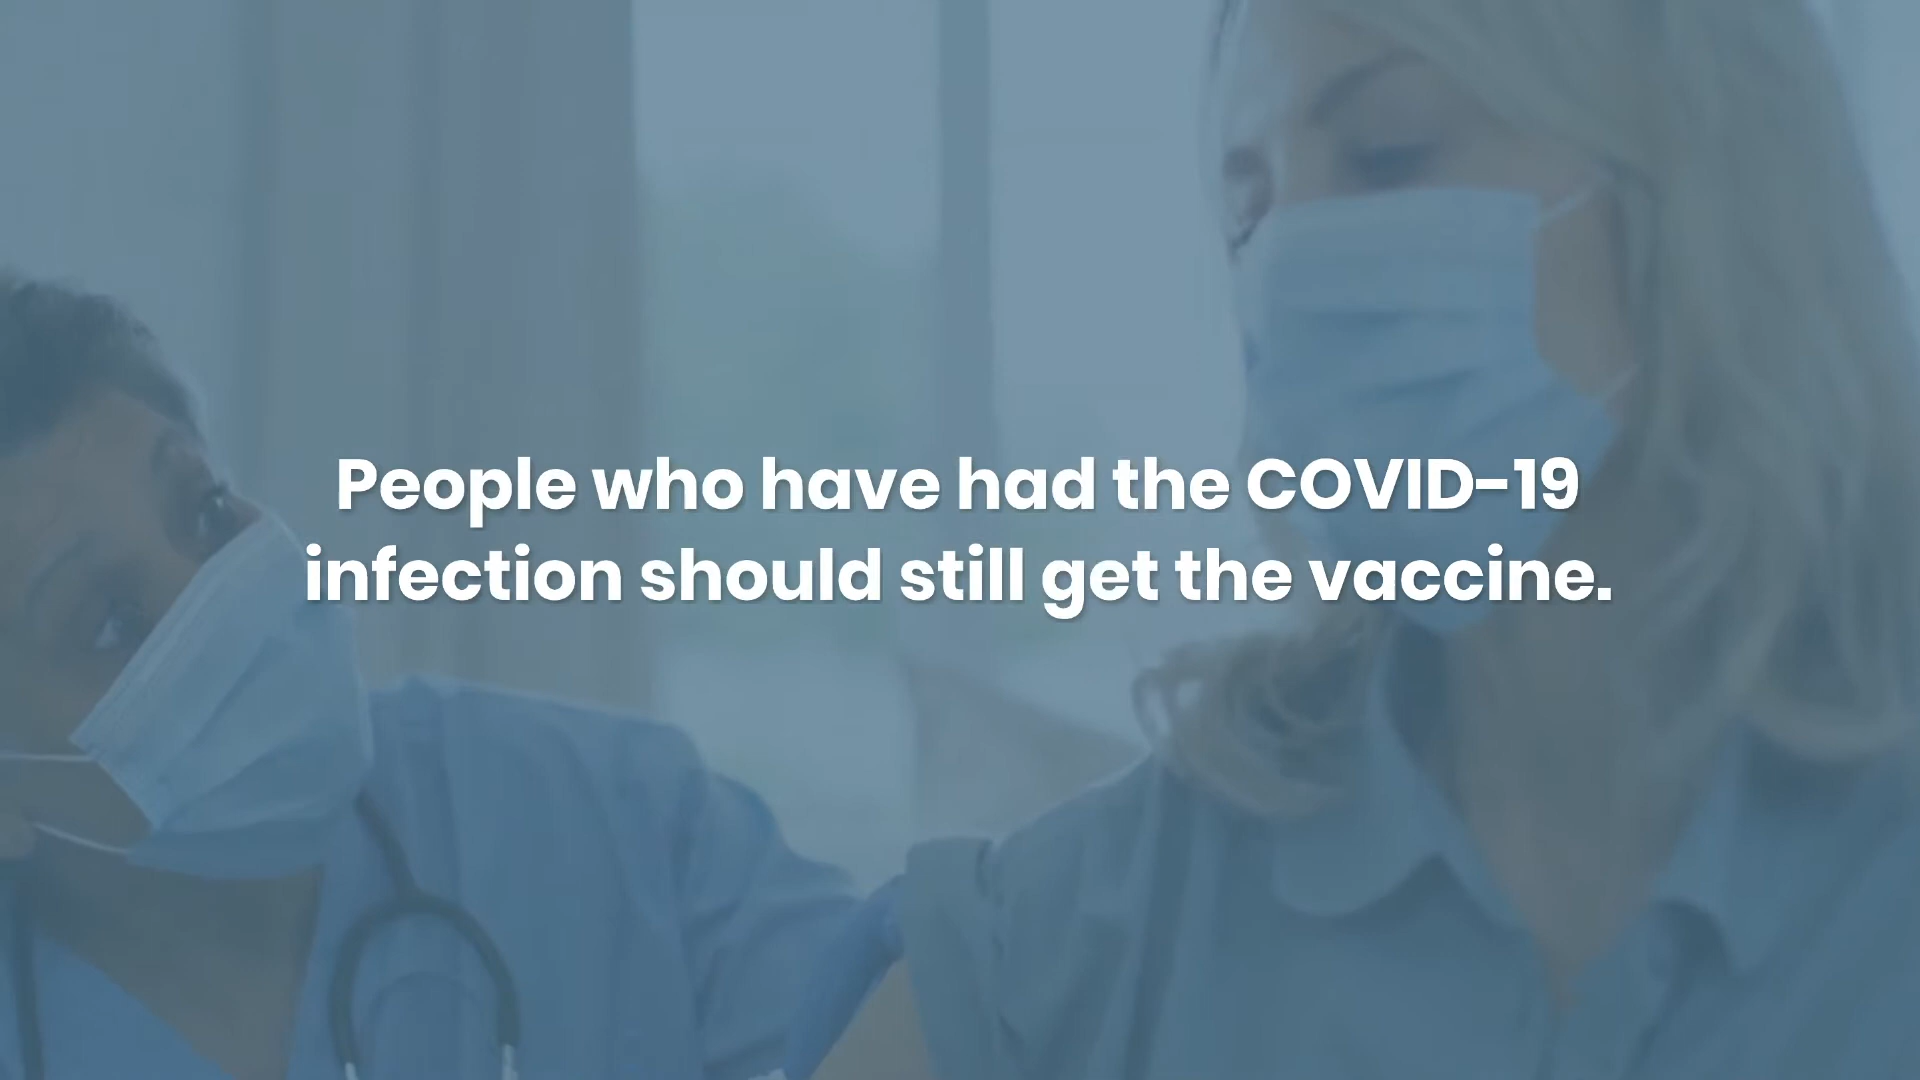 People who have had the COVID-19
infection should still get the vaccine.